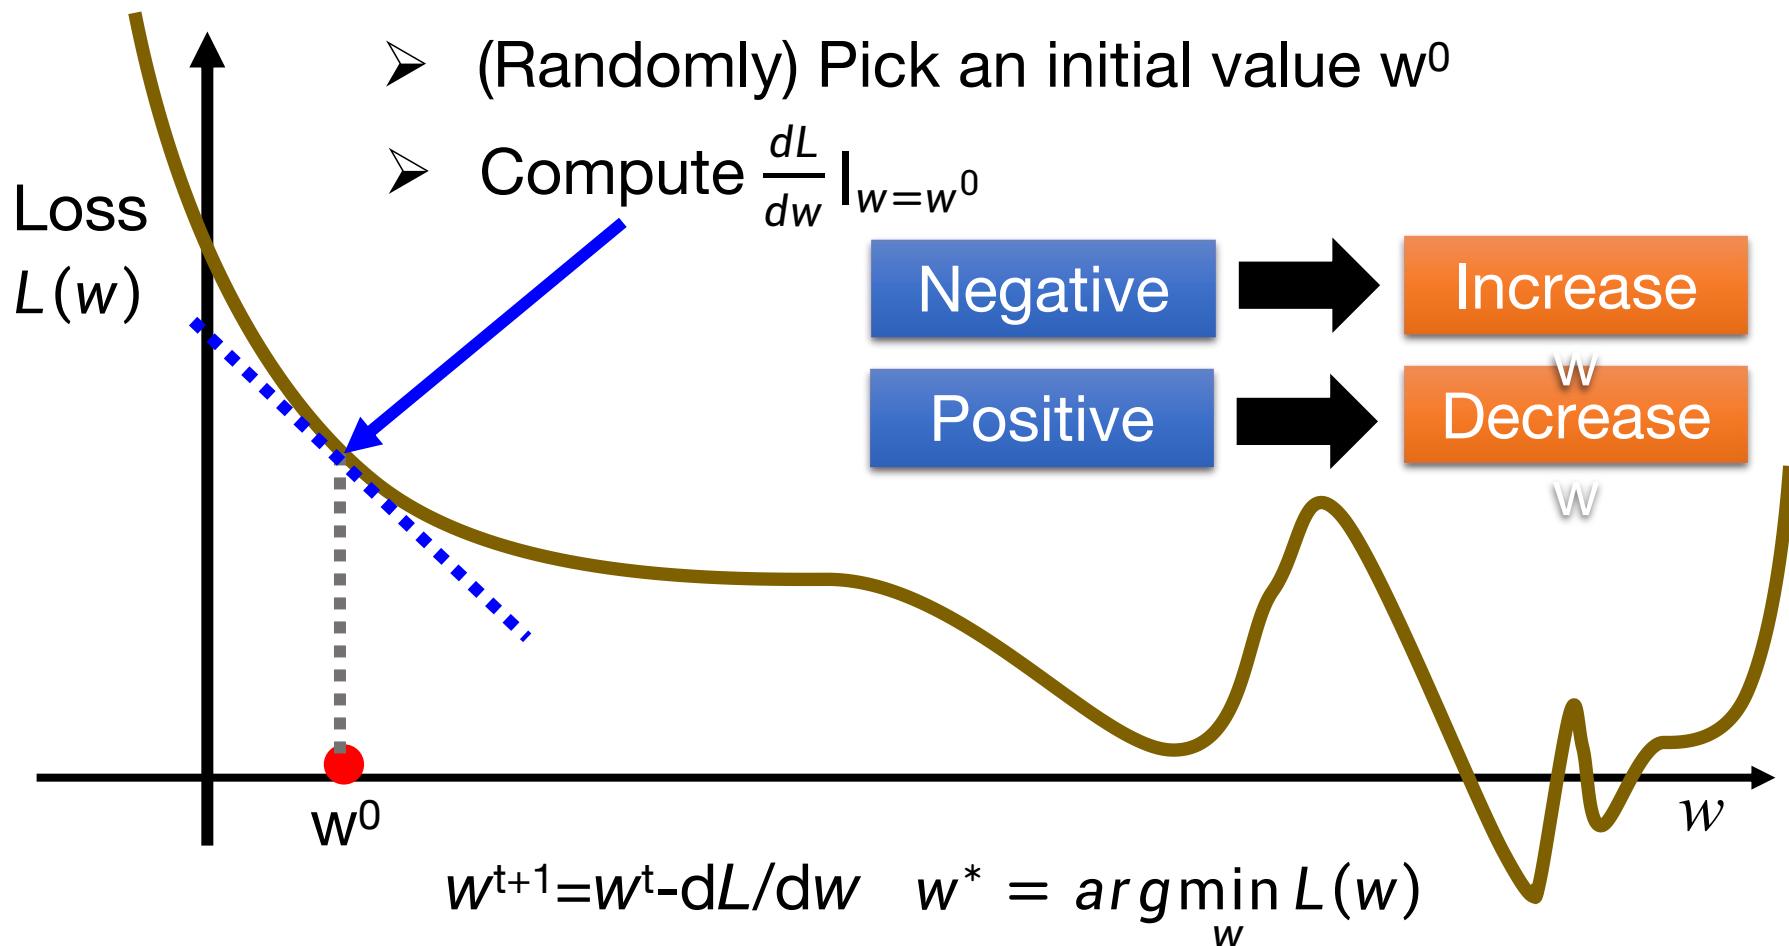 ➢ (Randomly) Pick an initial value w⁰
➢ Compute dL/dw |w=w⁰
Loss
L(w)
Negative
Increase
w
Positive
Decrease
w
w⁰
w
wᵗ⁺¹=wᵗ-dL/dw w* = arg min L(w)
w